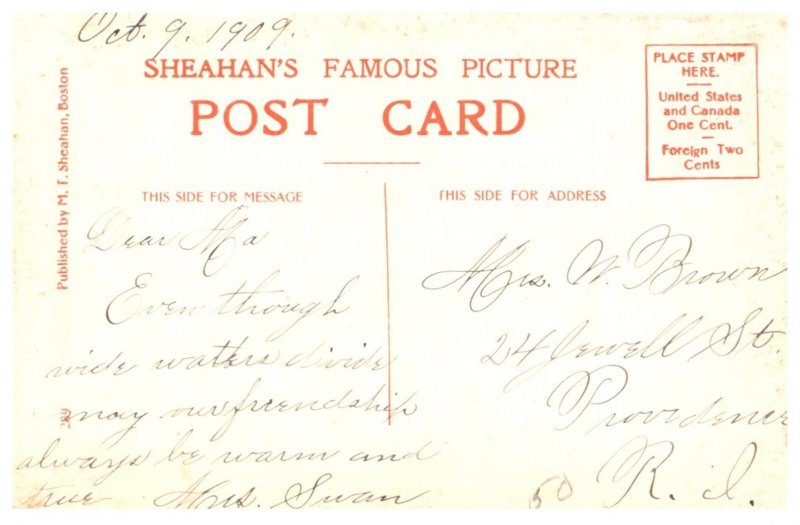 Oct. 9, 1909.
SHEAHAN'S FAMOUS PICTURE
POST CARD
PLACE STAMP
HERE.
United States
and Canada
One Cent.
Foreign Two
Cents
Published by M. T. Sheahan, Boston
289
THIS SIDE FOR MESSAGE
Dear Ma
Even though
wide waters divide
may our friendship
always be warm and
true Mrs. Swan
THIS SIDE FOR ADDRESS
Mrs. W. Brown
24 Jewell St.
Providence
R. I.
50